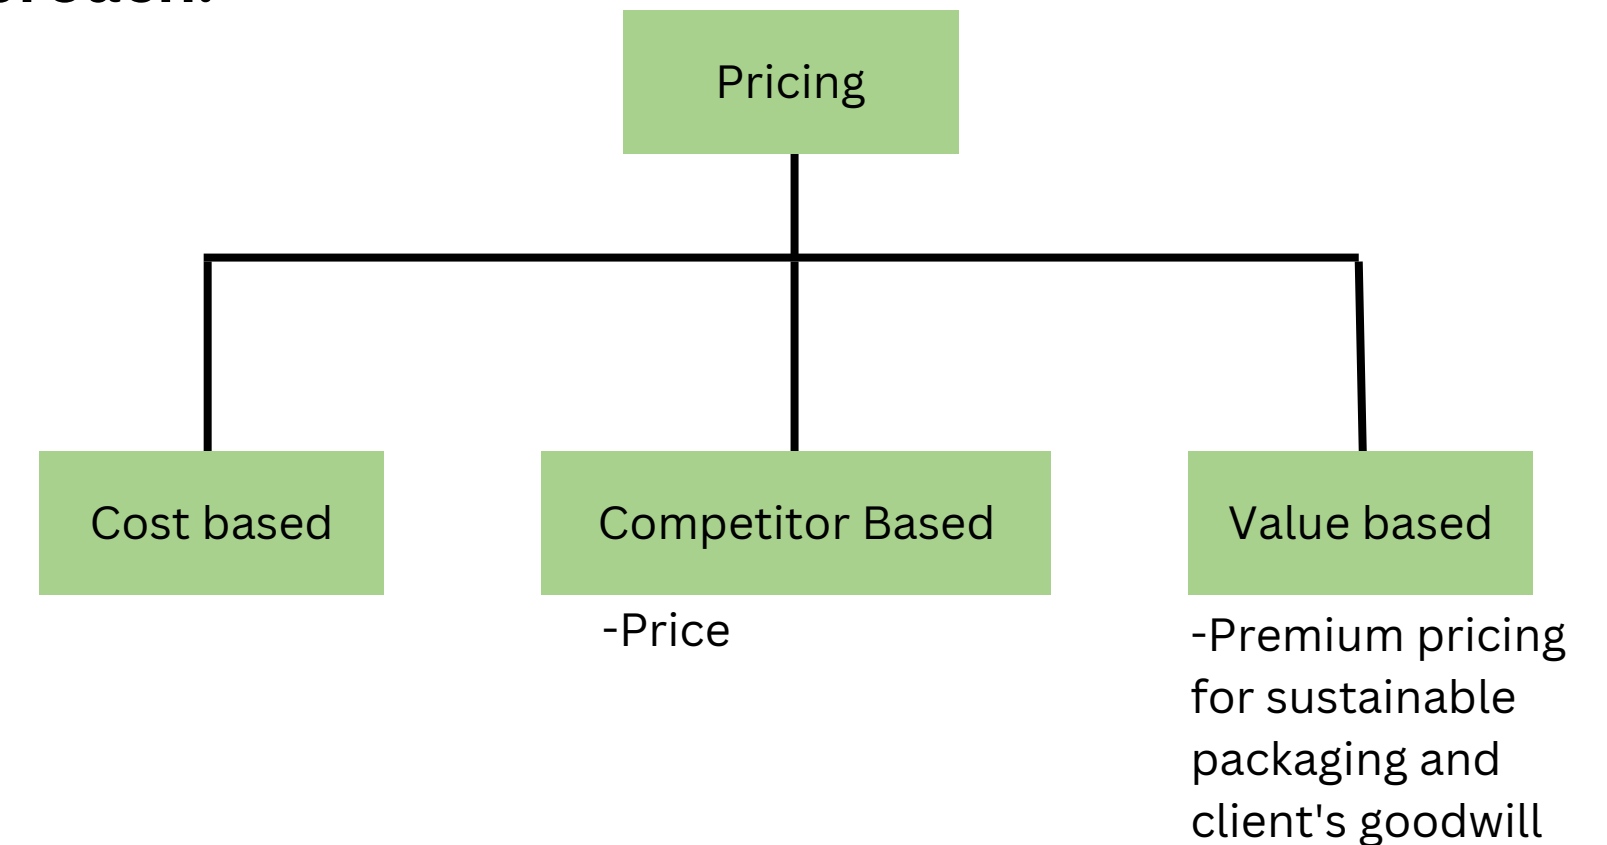 Pricing
Cost based
Competitor Based
Value based
-Price
-Premium pricing
for sustainable
packaging and
client's goodwill